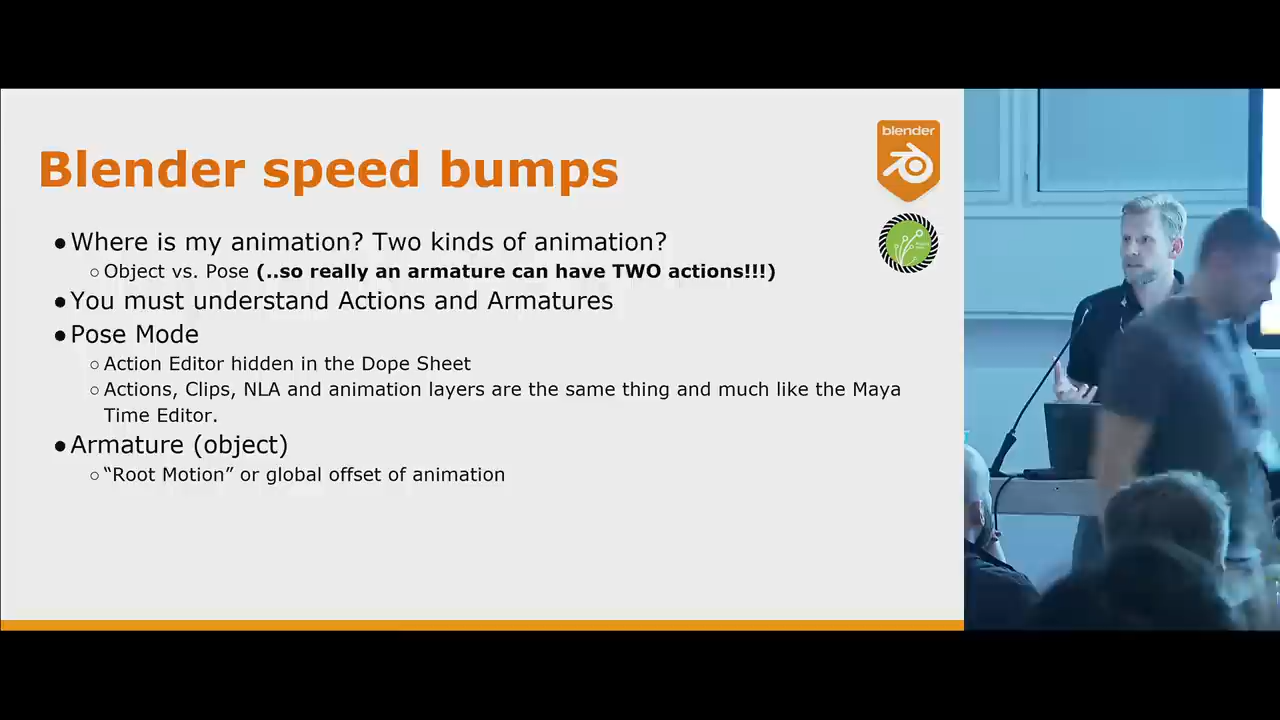 Blender speed bumps
blender
●Where is my animation? Two kinds of animation?
○Object vs. Pose (..so really an armature can have TWO actions!!!)
●You must understand Actions and Armatures
●Pose Mode
○Action Editor hidden in the Dope Sheet
○Actions, Clips, NLA and animation layers are the same thing and much like the Maya
Time Editor.
●Armature (object)
○“Root Motion” or global offset of animation